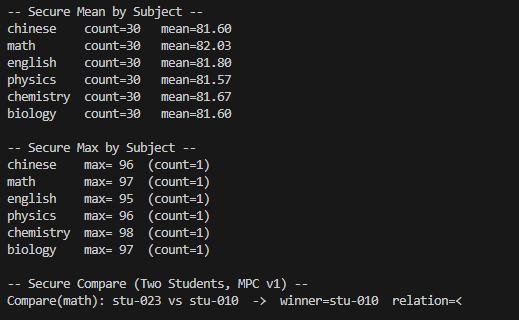 -- Secure Mean by Subject --
chinese    count=30   mean=81.60
math       count=30   mean=82.03
english    count=30   mean=81.80
physics    count=30   mean=81.57
chemistry  count=30   mean=81.67
biology    count=30   mean=81.60

-- Secure Max by Subject --
chinese    max= 96  (count=1)
math       max= 97  (count=1)
english    max= 95  (count=1)
physics    max= 96  (count=1)
chemistry  max= 98  (count=1)
biology    max= 97  (count=1)

-- Secure Compare (Two Students, MPC v1) --
Compare(math): stu-023 vs stu-010  ->  winner=stu-010  relation=<